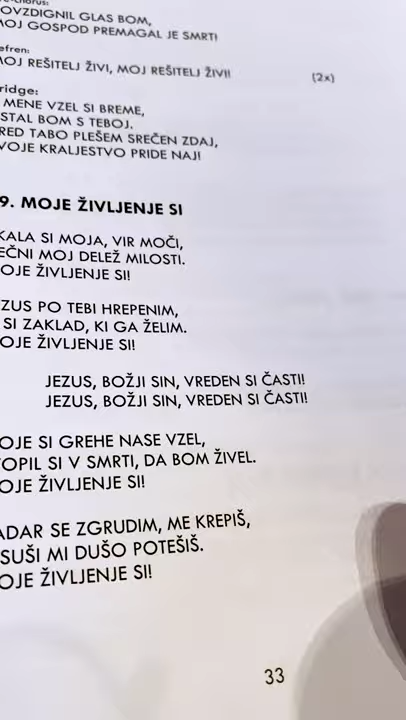 re-chorus:
OVZDIGNIL GLAS BOM,
MOJ GOSPOD PREMAGAL JE SMRT!
efren:
MOJ REŠITELJ ŽIVI, MOJ REŠITELJ ŽIVI! (2x)
ridge:
MENE VZEL SI BREME,
STAL BOM S TEBOJ.
RED TABO PLEŠEM SREČEN ZDAJ,
VOJE KRALJESTVO PRIDE NAJ!
9. MOJE ŽIVLJENJE SI
KALA SI MOJA, VIR MOČI,
EČNI MOJ DELEŽ MILOSTI.
OJE ŽIVLJENJE SI!
ZUS PO TEBI HREPENIM,
SI ZAKLAD, KI GA ŽELIM.
OJE ŽIVLJENJE SI!
JEZUS, BOŽJI SIN, VREDEN SI ČASTI!
JEZUS, BOŽJI SIN, VREDEN SI ČASTI!
OJE SI GREHE NASE VZEL,
TOPIL SI V SMRTI, DA BOM ŽIVEL.
OJE ŽIVLJENJE SI!
ADAR SE ZGRUDIM, ME KREPIŠ,
SUŠI MI DUŠO POTEŠIŠ.
OJE ŽIVLJENJE SI!
33